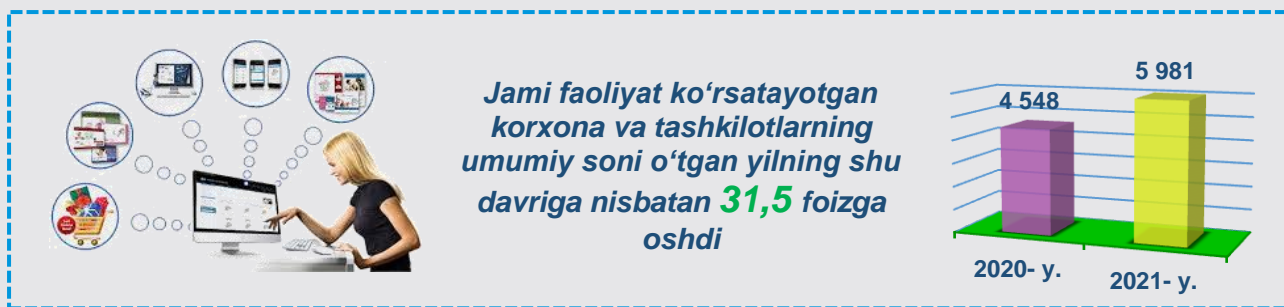 Jami faoliyat ko‘rsatayotgan
korxona va tashkilotlarning
umumiy soni o‘tgan yilning shu
davriga nisbatan 31,5 foizga
oshdi
4 548
5 981
2020- y.
2021- y.